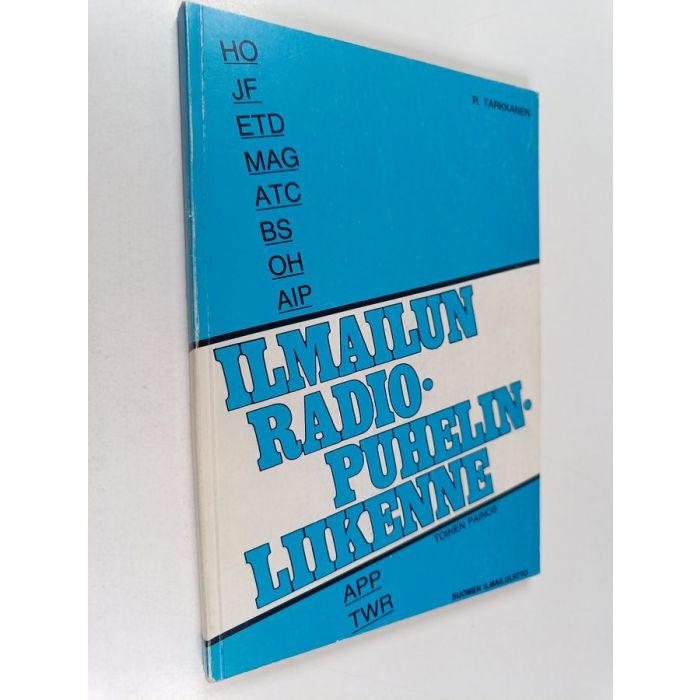 HO
JF
ETD
MAG
ATC
BS
OH
AIP
R. TARKKANEN
ILMAILUN
RADIO-
PUHELIN-
LIIKENNE
TOINEN PAINOS
APP
TWR
SUOMEN ILMAILULIITTO